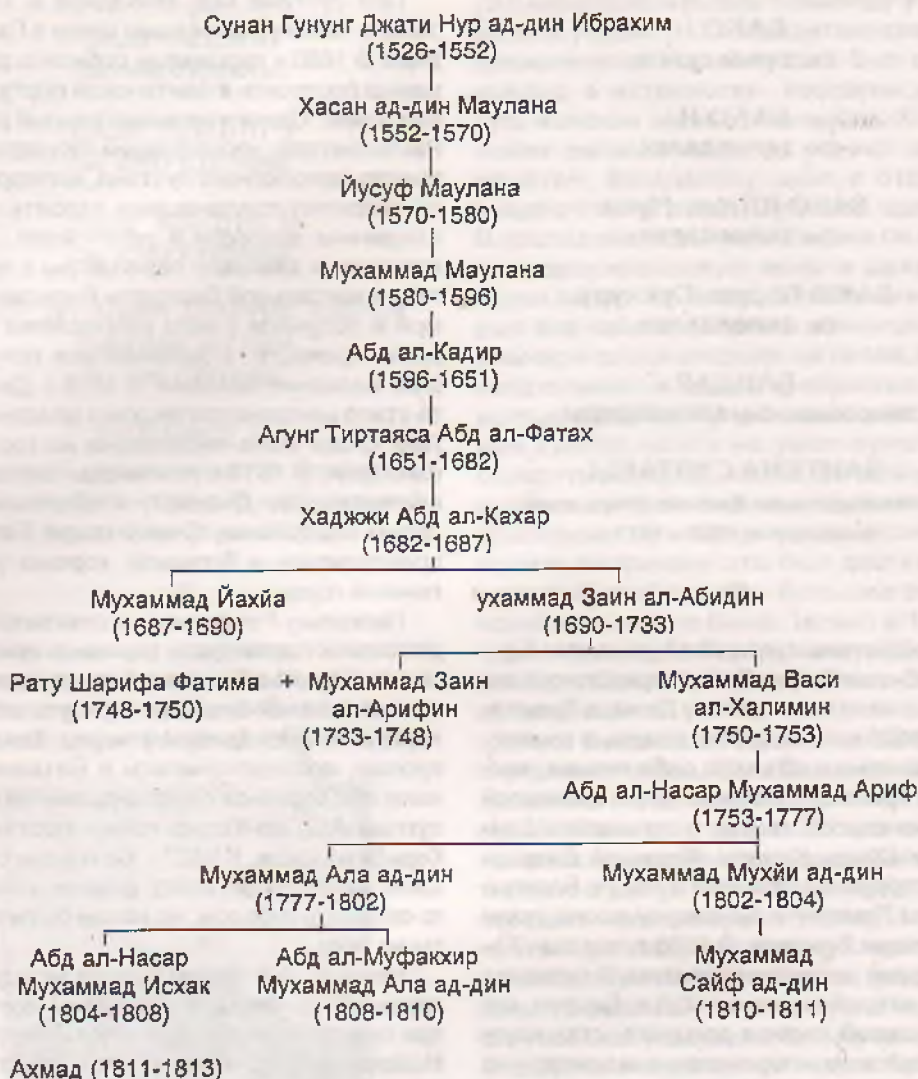 Сунан Гунунг Джати Нур ад-дин Ибрахим
(1526-1552)
Хасан ад-дин Маулана
(1552-1570)
Йусуф Маулана
(1570-1580)
Мухаммад Маулана
(1580-1596)
Абд ал-Кадир
(1596-1651)
Агунг Тиртаяса Абд ал-Фатах
(1651-1682)
Хаджжи Абд ал-Кахар
(1682-1687)
Мухаммад Йахйа
(1687-1690)
ухаммад Заин ал-Абидин
(1690-1733)
Рату Шарифа Фатима + Мухаммад Заин
ал-Арифин
(1748-1750)
(1733-1748)
Мухаммад Васи
ал-Халимин
(1750-1753)
Абд ал-Насар Мухаммад Ариф
(1753-1777)
Мухаммад Ала ад-дин
(1777-1802)
Мухаммад Мухйи ад-дин
(1802-1804)
Абд ал-Насар
Мухаммад Исхак
(1804-1808)
Абд ал-Муфакхир
Мухаммад Ала ад-дин
(1808-1810)
Мухаммад
Сайф ад-дин
(1810-1811)
Ахмад (1811-1813)